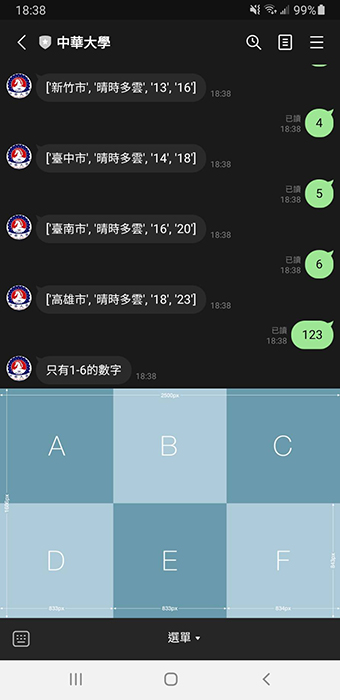 18:38
99%
中華大學
['新竹市', '晴時多雲', '13', '16']
18:38
已讀
18:38
4
['臺中市', '晴時多雲', '14', '18']
18:38
已讀
18:38
5
['臺南市', '晴時多雲', '16', '20']
18:38
已讀
18:38
6
['高雄市', '晴時多雲', '18', '23']
18:38
已讀
18:38
123
只有1-6的數字
18:38
2500px
A
B
C
D
E
F
833px
833px
834px
843px
選單